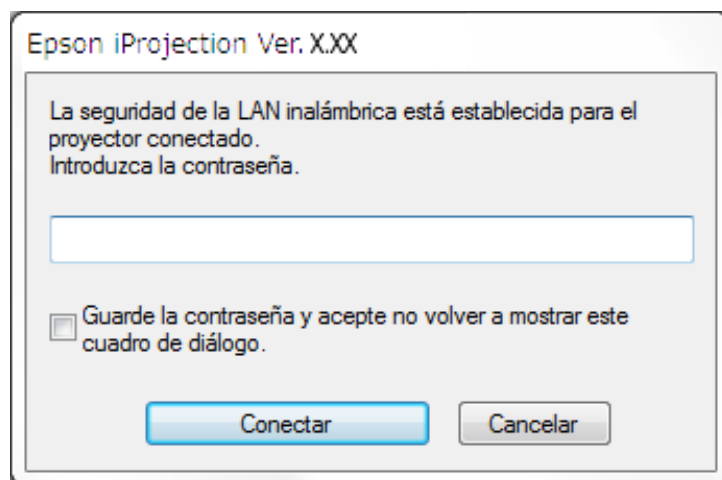 Epson iProjection Ver. X.XX
La seguridad de la LAN inalámbrica está establecida para el
proyector conectado.
Introduzca la contraseña.
Guarde la contraseña y acepte no volver a mostrar este
cuadro de diálogo.
Conectar
Cancelar